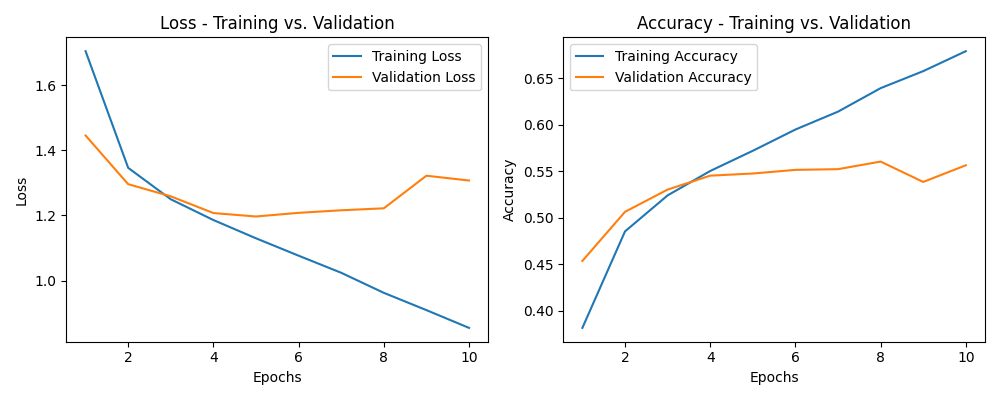 Loss - Training vs. Validation
Training Loss
Validation Loss
1.6
1.4
1.2
1.0
Loss
2 4 6 8 10
Epochs
Accuracy - Training vs. Validation
Training Accuracy
Validation Accuracy
0.65
0.60
0.55
0.50
0.45
0.40
Accuracy
2 4 6 8 10
Epochs